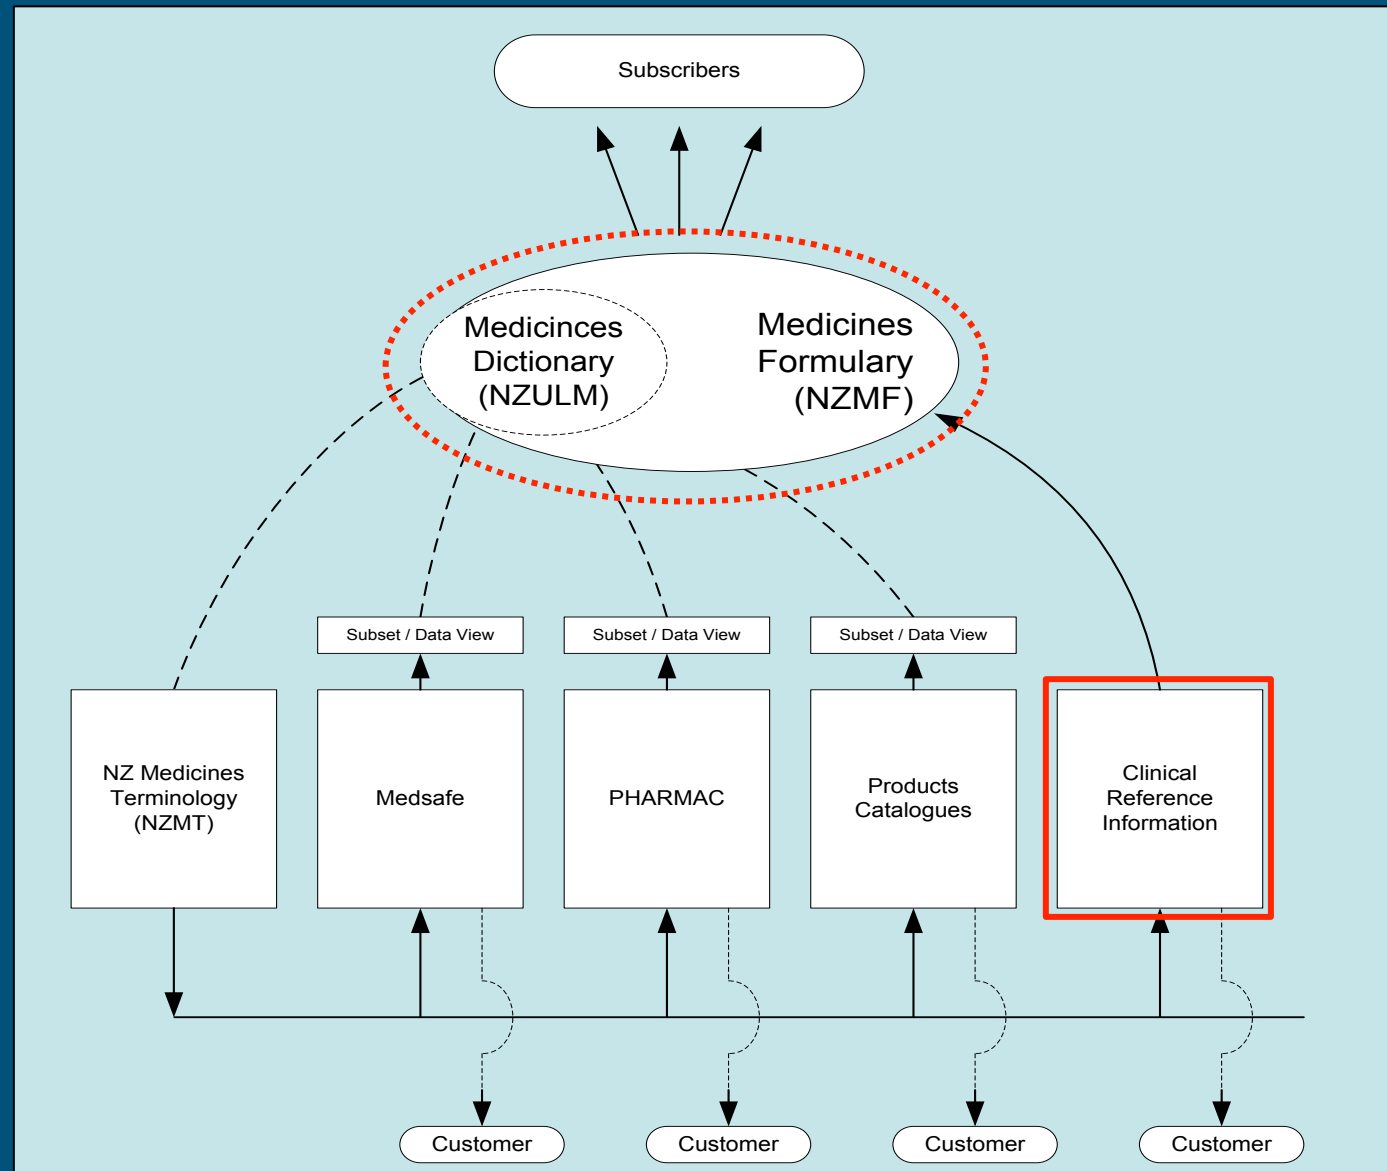 Subscribers
Medicinces
Dictionary
(NZULM)
Medicines
Formulary
(NZMF)
Subset / Data View
Subset / Data View
Subset / Data View
NZ Medicines
Terminology
(NZMT)
Medsafe
PHARMAC
Products
Catalogues
Clinical
Reference
Information
Customer
Customer
Customer
Customer